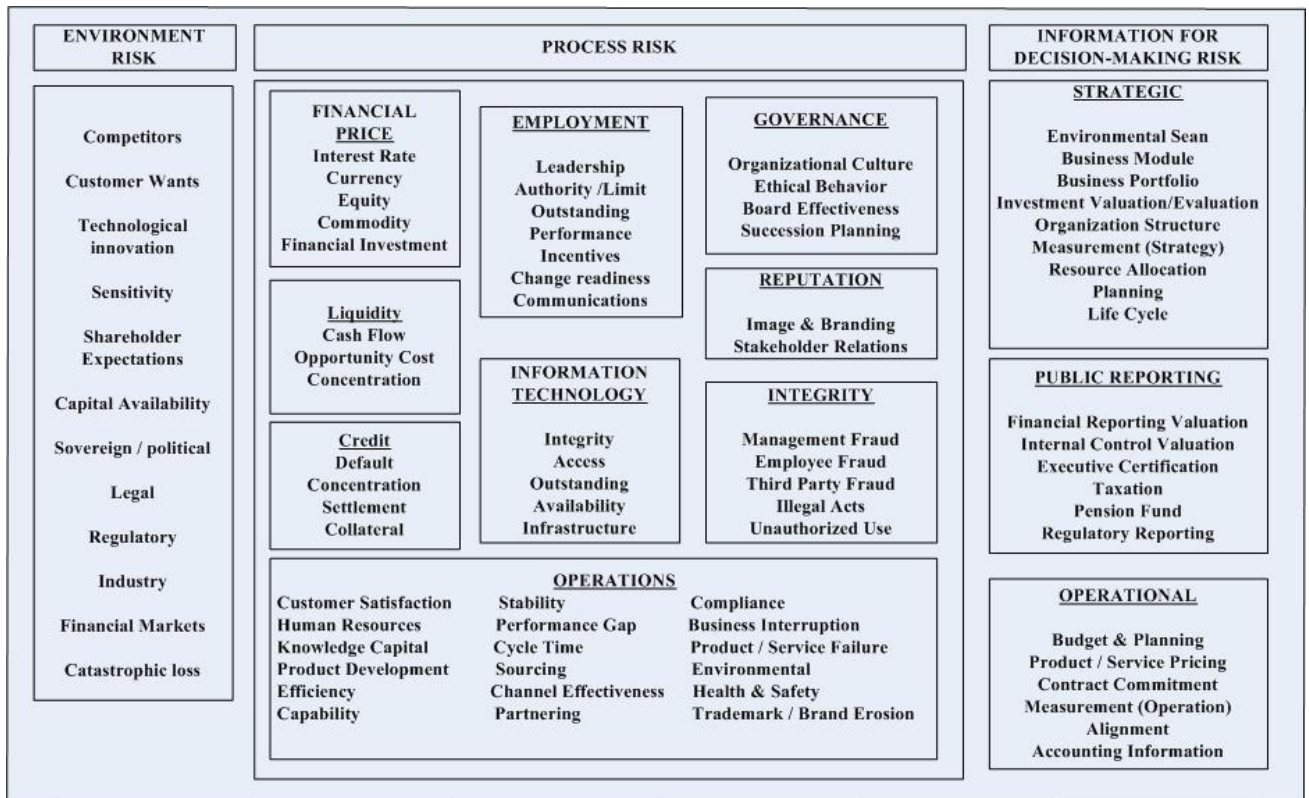 ENVIRONMENT
RISK
Competitors
Customer Wants
Technological
innovation
Sensitivity
Shareholder
Expectations
Capital Availability
Sovereign / political
Legal
Regulatory
Industry
Financial Markets
Catastrophic loss
PROCESS RISK
FINANCIAL
PRICE
Interest Rate
Currency
Equity
Commodity
Financial Investment
Liquidity
Cash Flow
Opportunity Cost
Concentration
Credit
Default
Concentration
Settlement
Collateral
EMPLOYMENT
Leadership
Authority /Limit
Outstanding
Performance
Incentives
Change readiness
Communications
INFORMATION
TECHNOLOGY
Integrity
Access
Outstanding
Availability
Infrastructure
GOVERNANCE
Organizational Culture
Ethical Behavior
Board Effectiveness
Succession Planning
REPUTATION
Image & Branding
Stakeholder Relations
INTEGRITY
Management Fraud
Employee Fraud
Third Party Fraud
Illegal Acts
Unauthorized Use
OPERATIONS
Customer Satisfaction
Human Resources
Knowledge Capital
Product Development
Efficiency
Capability
Stability
Performance Gap
Cycle Time
Sourcing
Channel Effectiveness
Partnering
Compliance
Business Interruption
Product / Service Failure
Environmental
Health & Safety
Trademark / Brand Erosion
INFORMATION FOR
DECISION-MAKING RISK
STRATEGIC
Environmental Sean
Business Module
Business Portfolio
Investment Valuation/Evaluation
Organization Structure
Measurement (Strategy)
Resource Allocation
Planning
Life Cycle
PUBLIC REPORTING
Financial Reporting Valuation
Internal Control Valuation
Executive Certification
Taxation
Pension Fund
Regulatory Reporting
OPERATIONAL
Budget & Planning
Product / Service Pricing
Contract Commitment
Measurement (Operation)
Alignment
Accounting Information